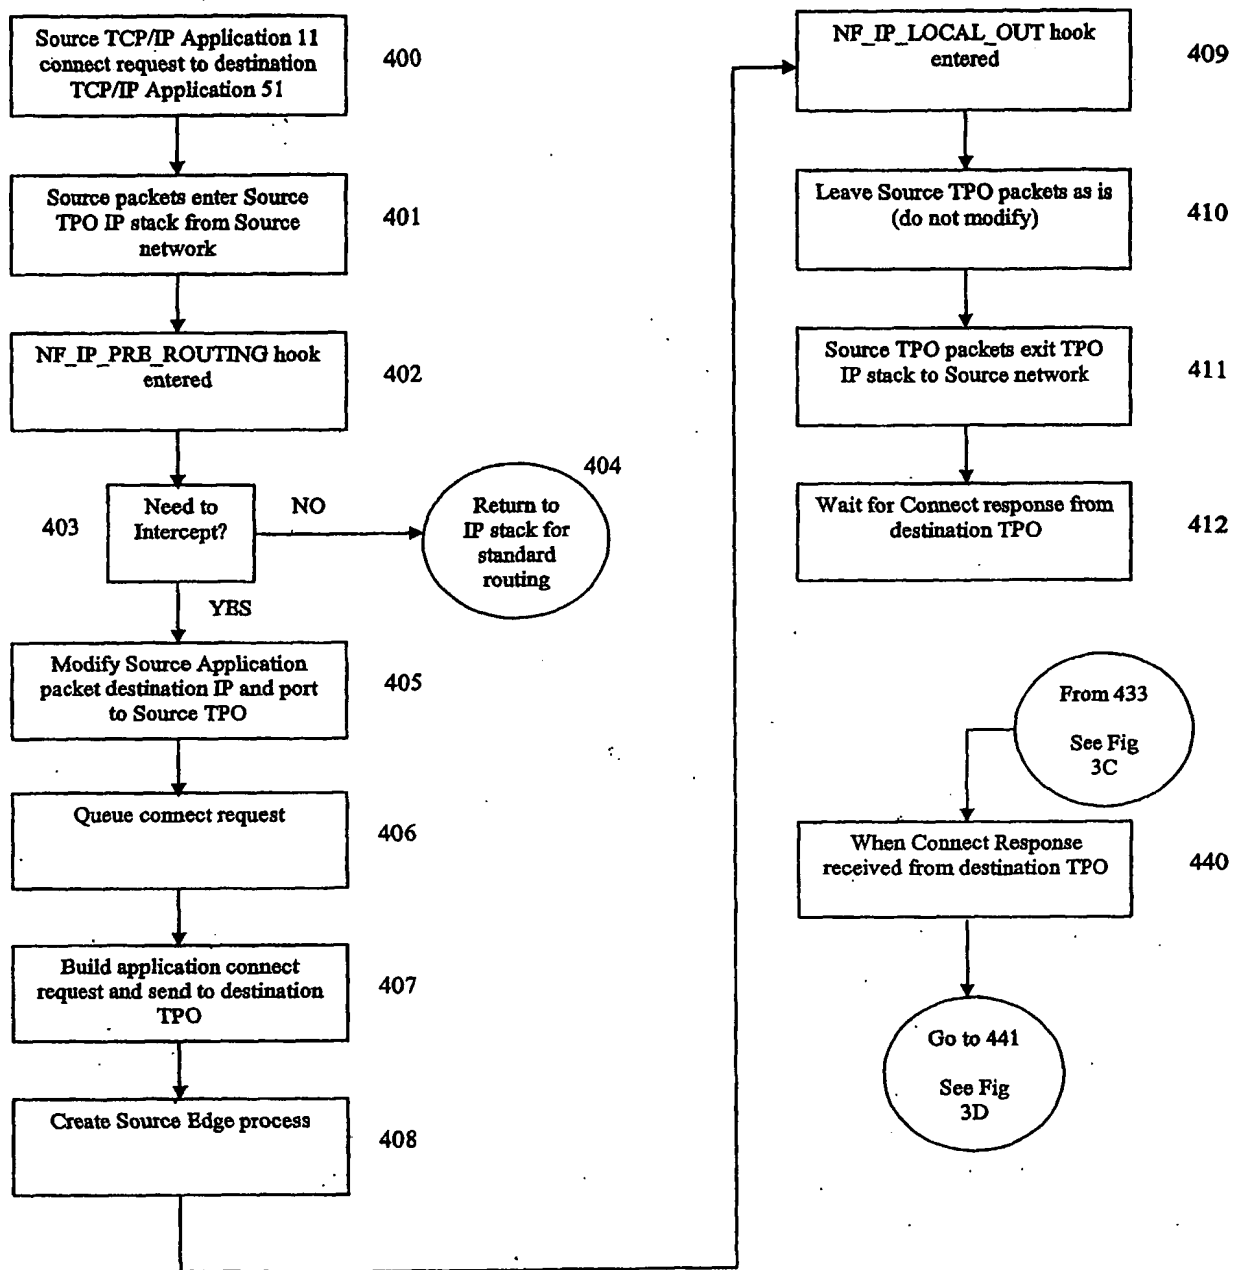 Source TCP/IP Application 11
connect request to destination
TCP/IP Application 51
400
Source packets enter Source
TPO IP stack from Source
network
401
NF_IP_PRE_ROUTING hook
entered
402
403
Need to
Intercept?
NO
404
Return to
IP stack for
standard
routing
YES
Modify Source Application
packet destination IP and port
to Source TPO
405
Queue connect request
406
Build application connect
request and send to destination
TPO
407
Create Source Edge process
408
NF_IP_LOCAL_OUT hook
entered
409
Leave Source TPO packets as is
(do not modify)
410
Source TPO packets exit TPO
IP stack to Source network
411
Wait for Connect response from
destination TPO
412
From 433
See Fig
3C
When Connect Response
received from destination TPO
440
Go to 441
See Fig
3D